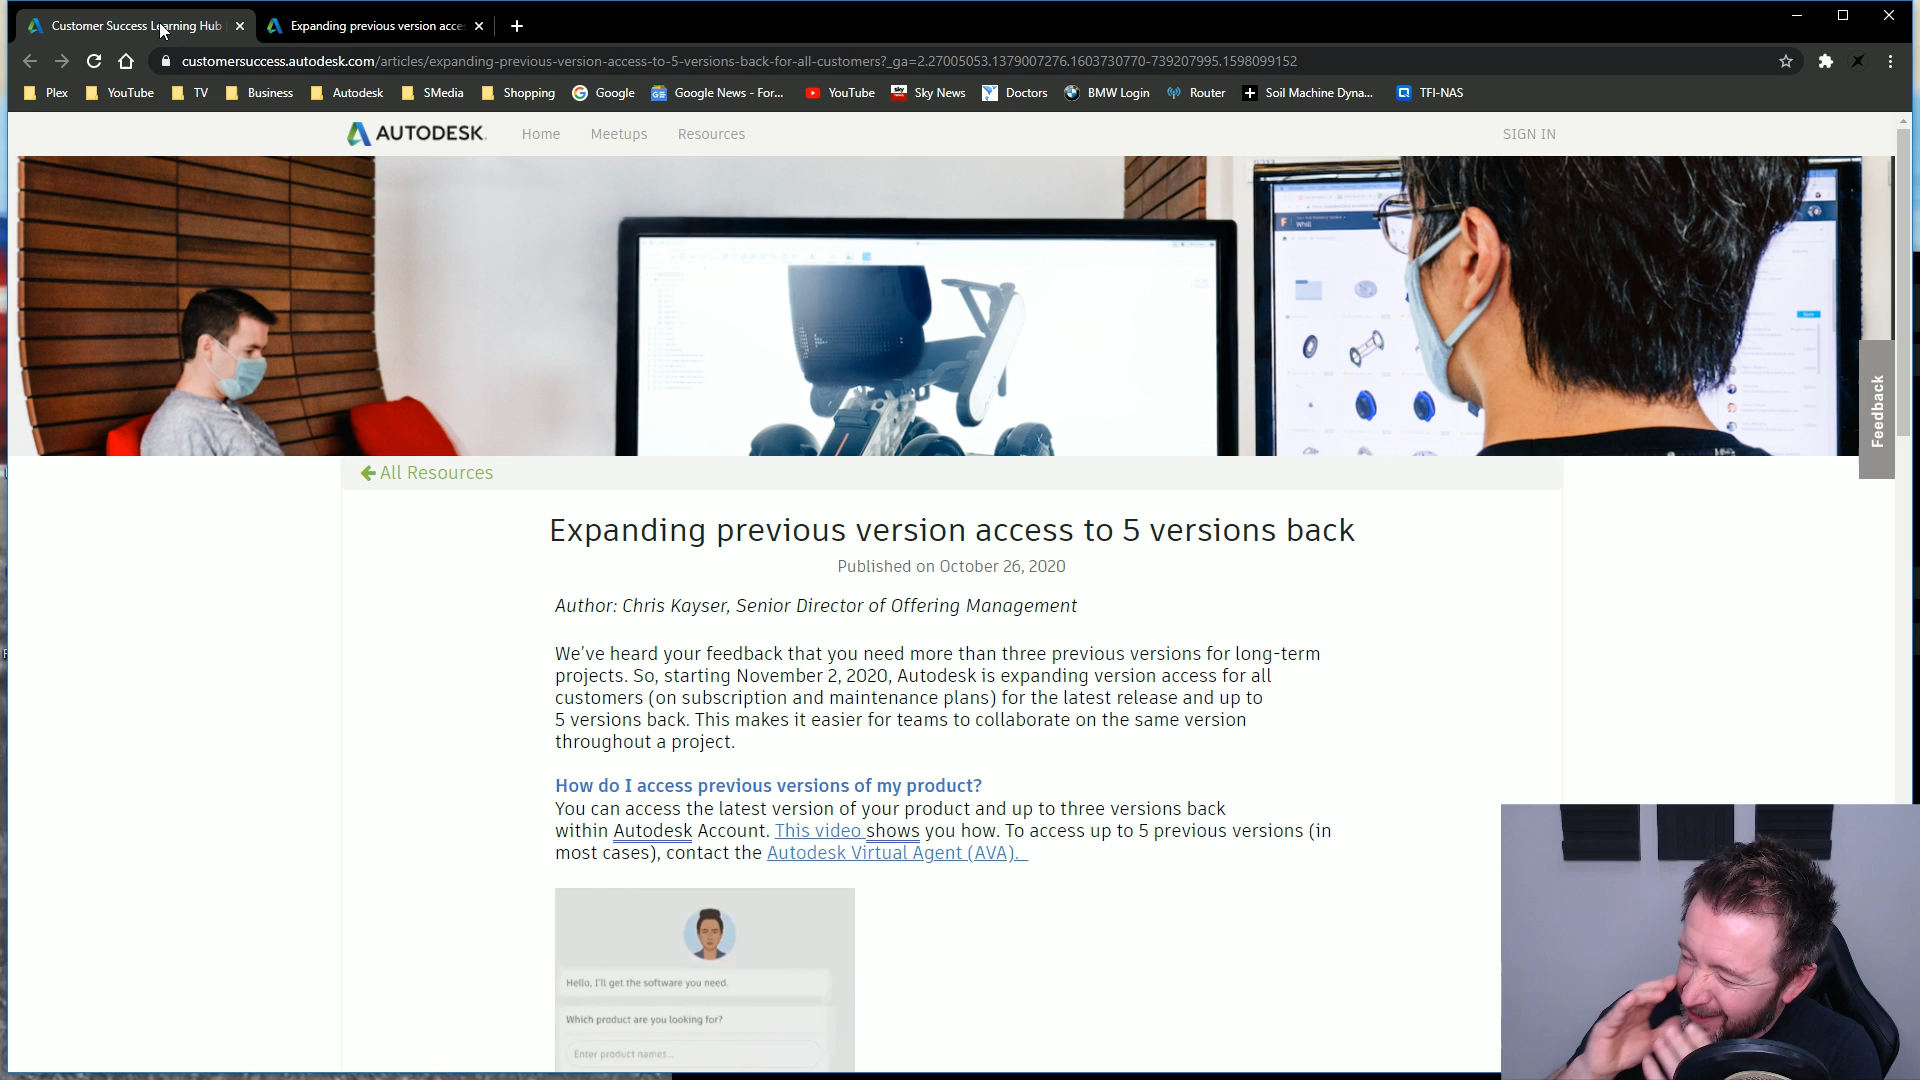 Customer Success Learning Hub
Expanding previous version acce
customersuccess.autodesk.com/articles/expanding-previous-version-access-to-5-versions-back-for-all-customers?_ga=2.27005053.1379007276.1603730770-739207995.1598099152
Plex YouTube TV Business Autodesk SMedia Shopping Google Google News - For... YouTube Sky News Doctors BMW Login Router Soil Machine Dyna... TFI-NAS
AUTODESK. Home Meetups Resources SIGN IN
Feedback
All Resources
Expanding previous version access to 5 versions back
Published on October 26, 2020
Author: Chris Kayser, Senior Director of Offering Management
We've heard your feedback that you need more than three previous versions for long-term
projects. So, starting November 2, 2020, Autodesk is expanding version access for all
customers (on subscription and maintenance plans) for the latest release and up to
5 versions back. This makes it easier for teams to collaborate on the same version
throughout a project.
How do I access previous versions of my product?
You can access the latest version of your product and up to three versions back
within Autodesk Account. This video shows you how. To access up to 5 previous versions (in
most cases), contact the Autodesk Virtual Agent (AVA).
Hello, I'll get the software you need.
Which product are you looking for?
Enter product names...